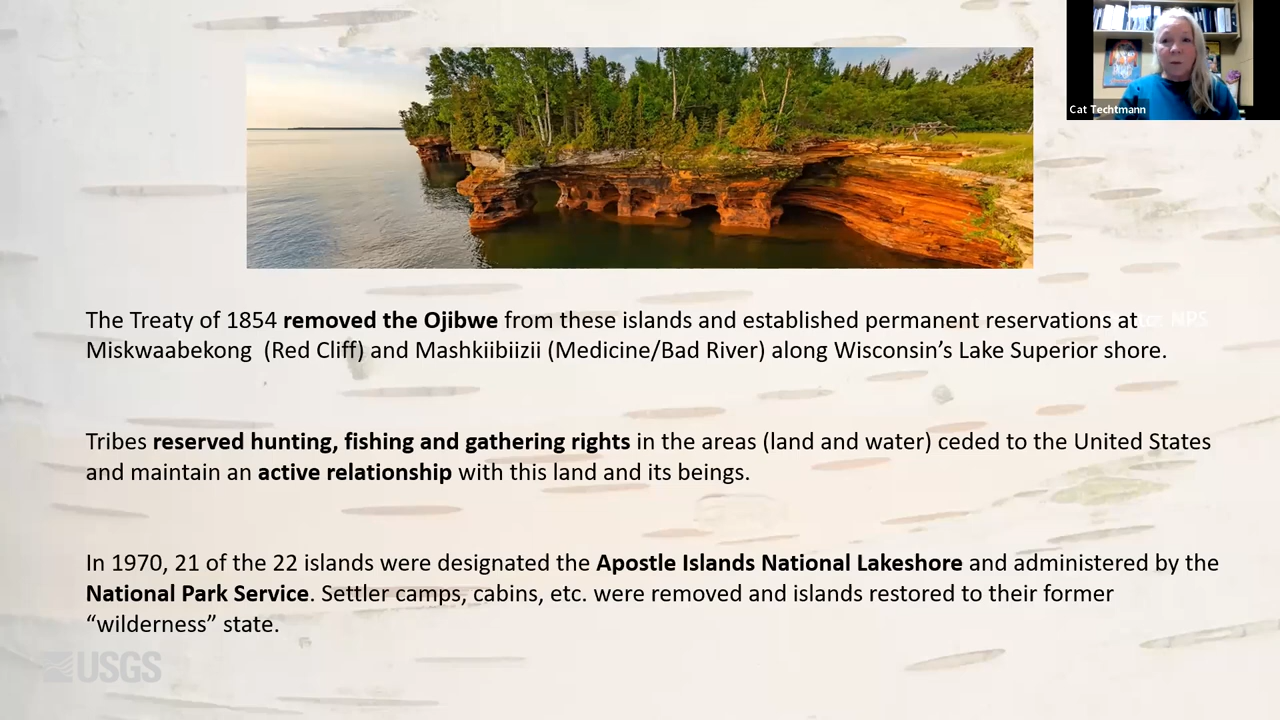 Cat Techtmann
The Treaty of 1854 removed the Ojibwe from these islands and established permanent reservations at
Miskwaabekong (Red Cliff) and Mashkiibiizii (Medicine/Bad River) along Wisconsin's Lake Superior shore.
NPS
Tribes reserved hunting, fishing and gathering rights in the areas (land and water) ceded to the United States
and maintain an active relationship with this land and its beings.
In 1970, 21 of the 22 islands were designated the Apostle Islands National Lakeshore and administered by the
National Park Service. Settler camps, cabins, etc. were removed and islands restored to their former
“wilderness” state.
USGS